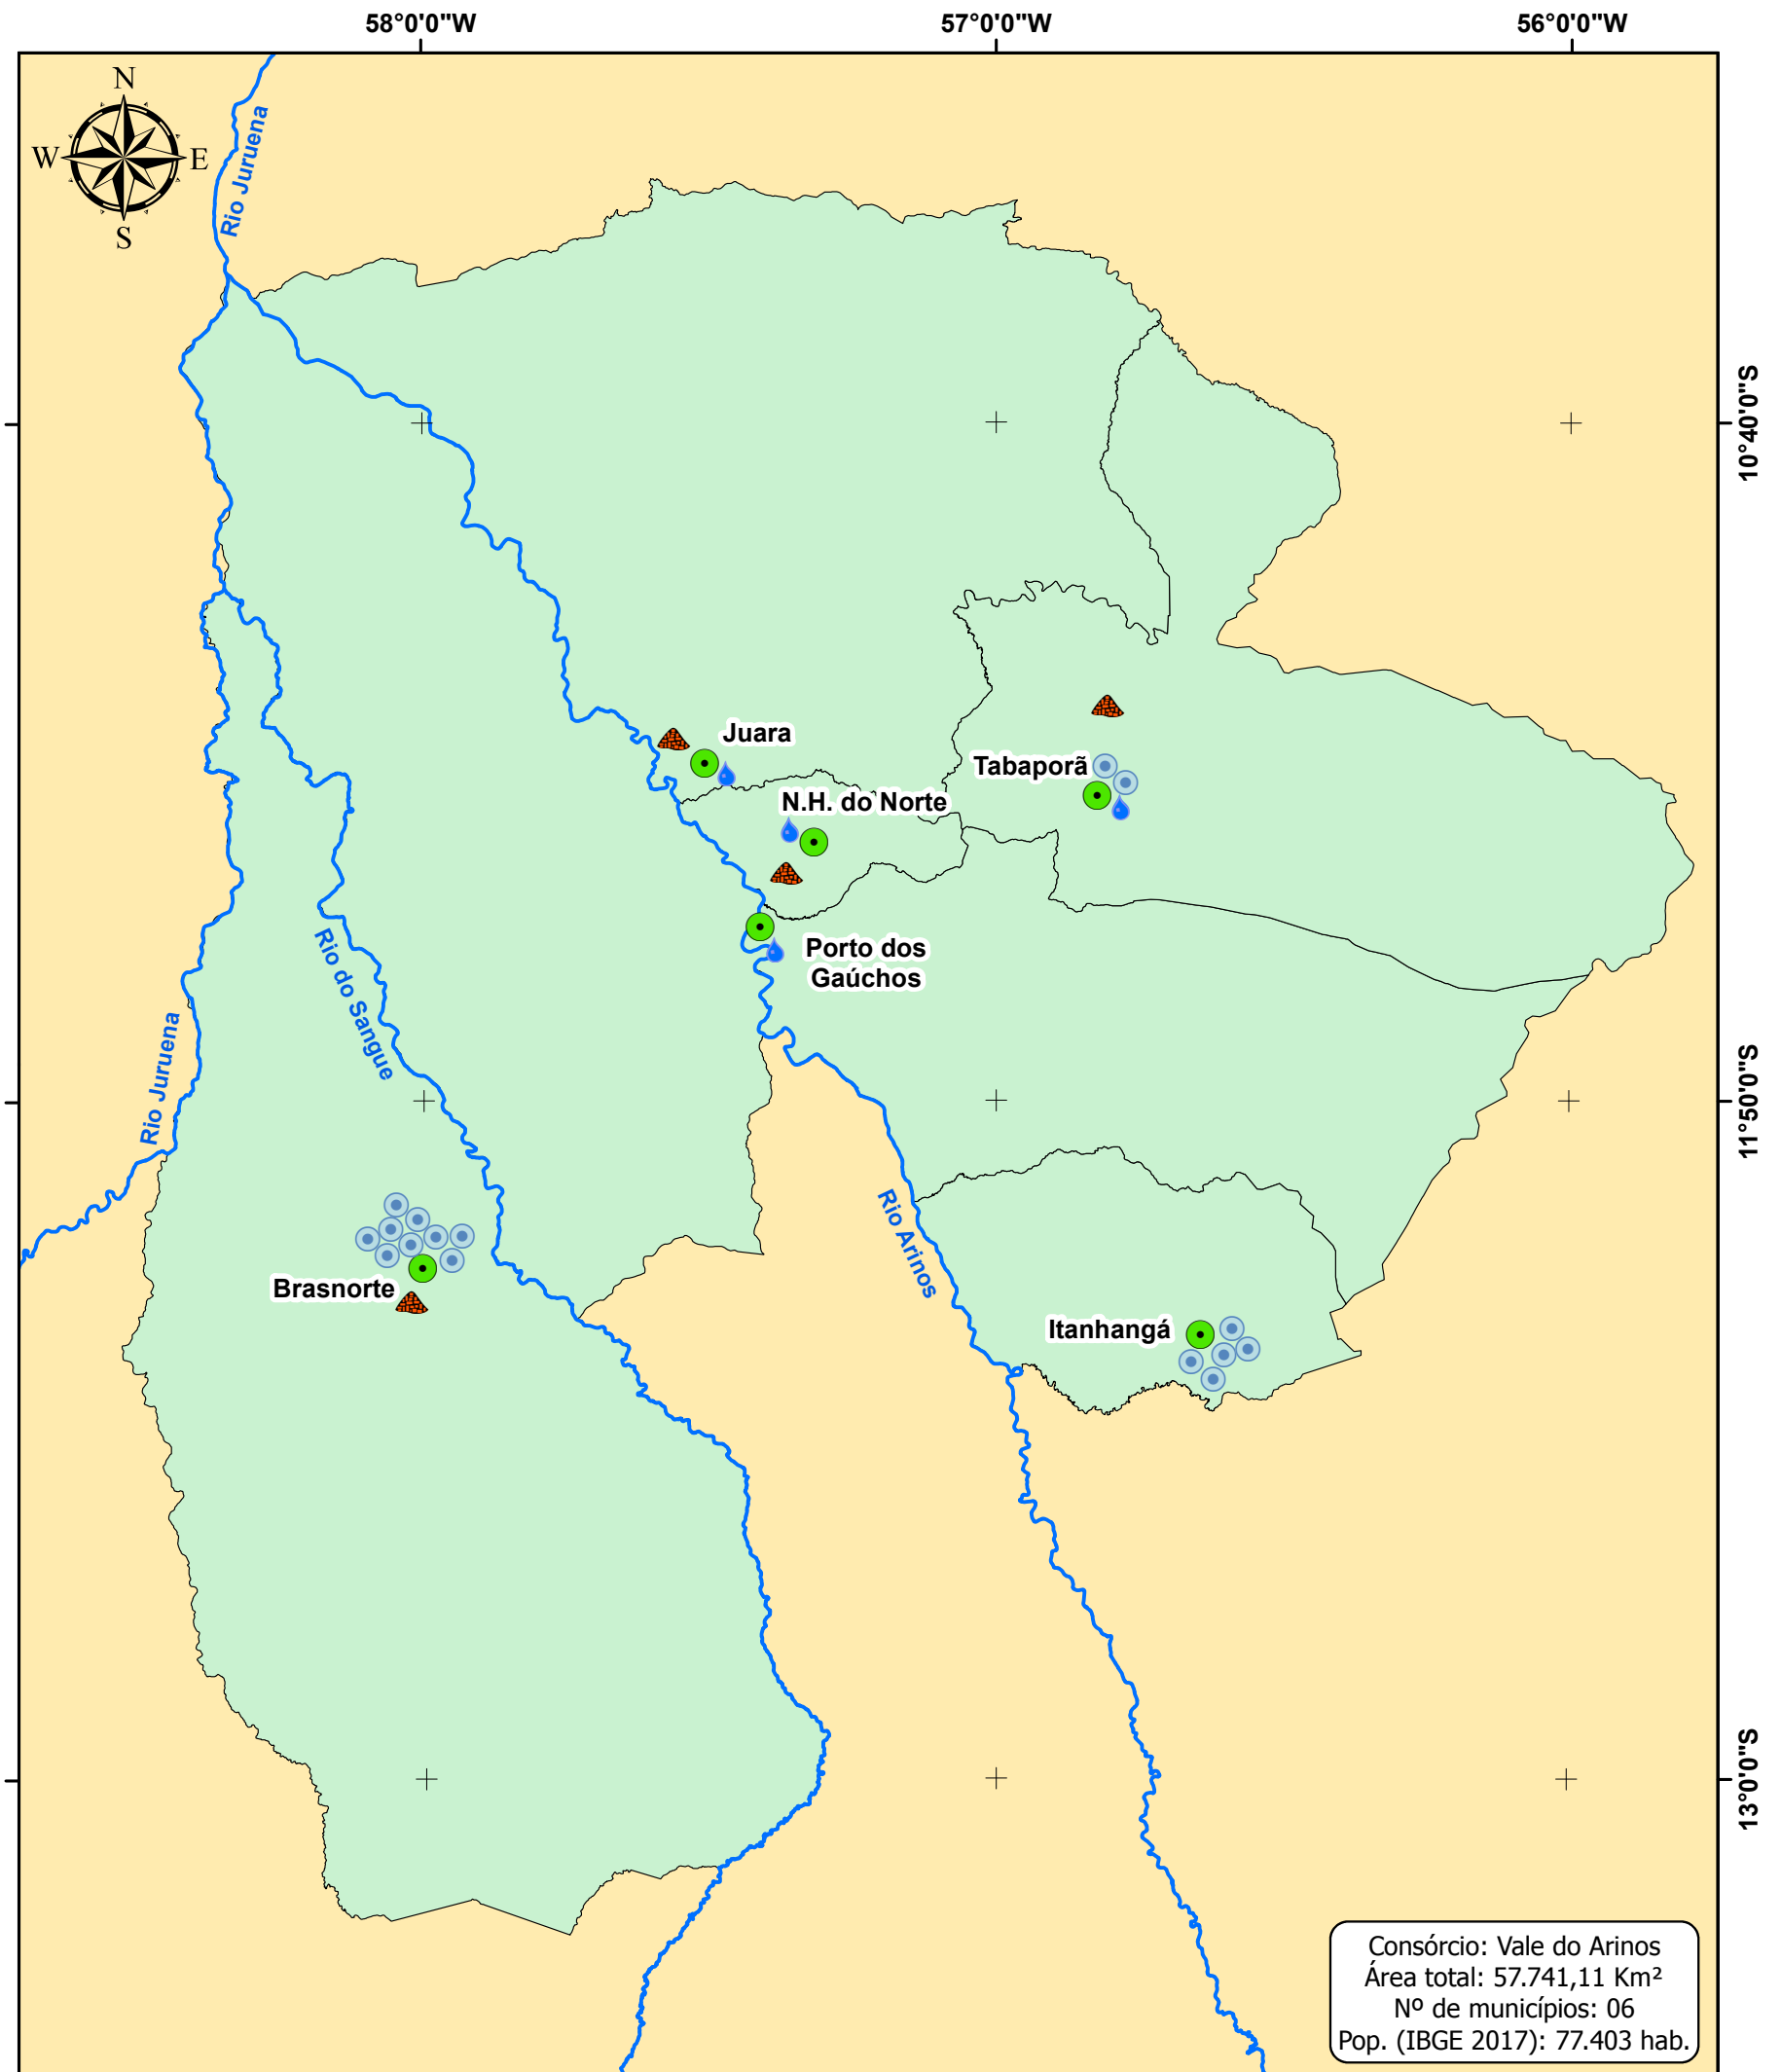 58°0'0"W
57°0'0"W
56°0'0"W
N
W
E
S
Rio Juruena
10°40'0"S
Juara
Tabaporã
N.H. do Norte
Porto dos
Gaúchos
Rio do Sangue
Rio Juruena
11°50'0"S
Rio Arinos
Brasnorte
Itanhangá
13°0'0"S
Consórcio: Vale do Arinos
Área total: 57.741,11 Km²
Nº de municípios: 06
Pop. (IBGE 2017): 77.403 hab.